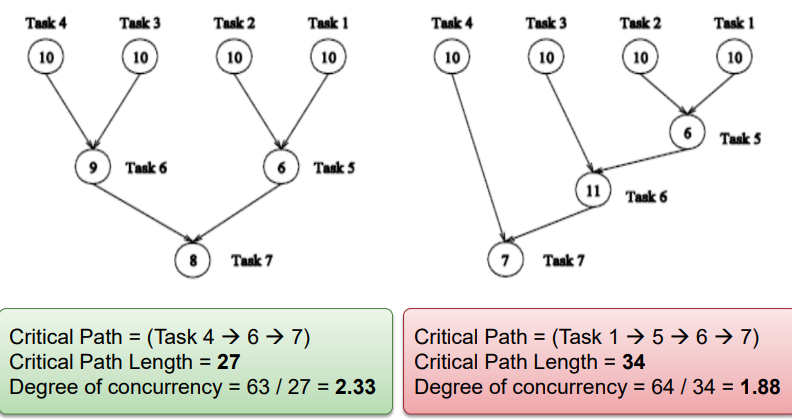 Task 4 Task 3 Task 2 Task 1 Task 4 Task 3 Task 2 Task 1
10 10 10 10 10 10 10 10
6 Task 5
9 Task 6 6 Task 5
11 Task 6
8 Task 7 7 Task 7
Critical Path = (Task 4 → 6 → 7)
Critical Path Length = 27
Degree of concurrency = 63 / 27 = 2.33
Critical Path = (Task 1 → 5 → 6 → 7)
Critical Path Length = 34
Degree of concurrency = 64 / 34 = 1.88